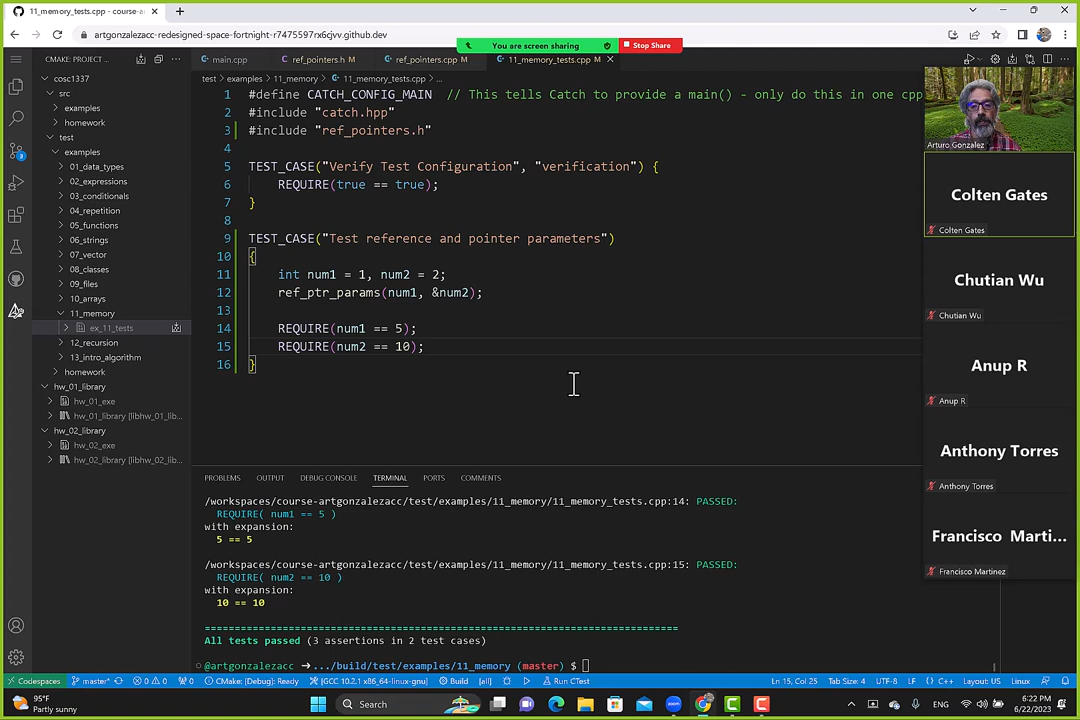 11_memory_tests.cpp - course-a
artgonzalezacc-redesigned-space-fortnight-r7475597rx6cjvv.github.dev
You are screen sharing
Stop Share
CMAKE: PROJECT ...
main.cpp
ref_pointers.h M
ref_pointers.cpp M
11_memory_tests.cpp M
test > examples > 11_memory > 11_memory_tests.cpp > ...
cosc1337
src
examples
homework
test
examples
01_data_types
02_expressions
03_conditionals
04_repetition
05_functions
06_strings
07_vector
08_classes
09_files
10_arrays
11_memory
ex_11_tests
12_recursion
13_intro_algorithm
homework
hw_01_library
hw_01_exe
hw_01_library [libhw_01_lib...
hw_02_library
hw_02_exe
hw_02_library [libhw_02_lib...
1 #define CATCH_CONFIG_MAIN // This tells Catch to provide a main() - only do this in one cpp
2 #include "catch.hpp"
3 #include "ref_pointers.h"
4
5 TEST_CASE("Verify Test Configuration", "verification") {
6 REQUIRE(true == true);
7 }
8
9 TEST_CASE("Test reference and pointer parameters")
10 {
11 int num1 = 1, num2 = 2;
12 ref_ptr_params(num1, &num2);
13
14 REQUIRE(num1 == 5);
15 REQUIRE(num2 == 10);
16 }
PROBLEMS OUTPUT DEBUG CONSOLE TERMINAL PORTS COMMENTS
/workspaces/course-artgonzalezacc/test/examples/11_memory/11_memory_tests.cpp:14: PASSED:
REQUIRE( num1 == 5 )
with expansion:
5 == 5
/workspaces/course-artgonzalezacc/test/examples/11_memory/11_memory_tests.cpp:15: PASSED:
REQUIRE( num2 == 10 )
with expansion:
10 == 10
===============================================================================
All tests passed (3 assertions in 2 test cases)
@artgonzalezacc → .../build/test/examples/11_memory (master) $
Arturo Gonzalez
Colten Gates
Colten Gates
Chutian Wu
Chutian Wu
Anup R
Anup R
Anthony Torres
Anthony Torres
Francisco Marti...
Francisco Martinez
Codespaces master* 0 0 0 CMake: [Debug]: Ready [GCC 10.2.1 x86_64-linux-gnu] Build [all] Run CTest Ln 15, Col 25 Tab Size: 4 UTF-8 LF {} C++ Layout: US Linux
95°F
Partly sunny
Search
ENG
6:22 PM
6/22/2023